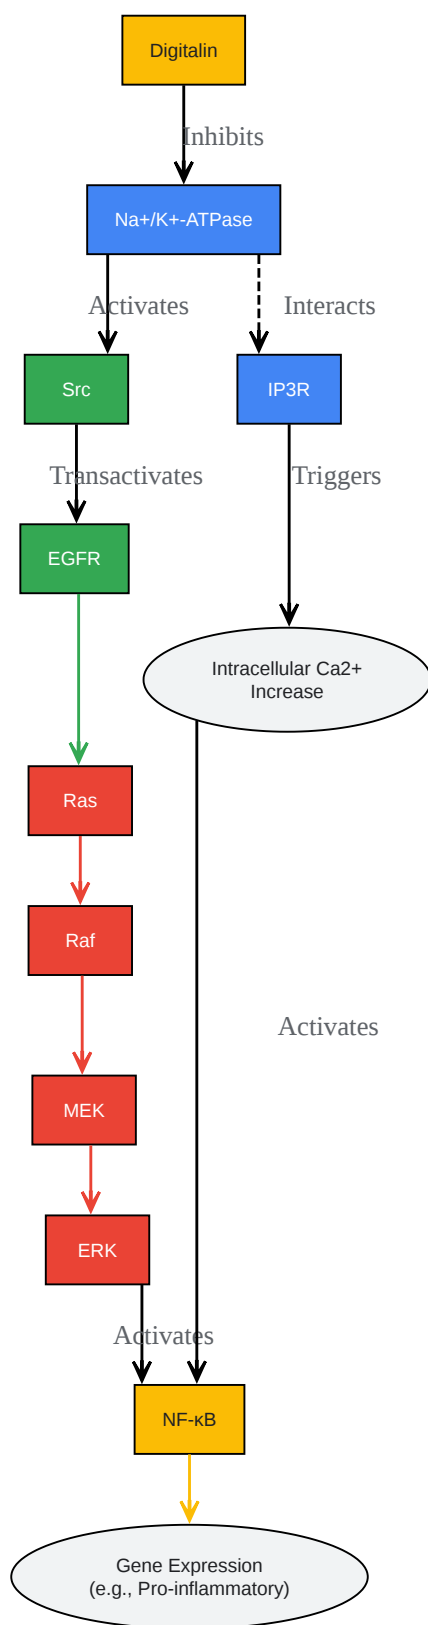 Digitalin
Inhibits
Na+/K+-ATPase
Activates
Interacts
Src
IP3R
Transactivates
Triggers
EGFR
Intracellular Ca2+
Increase
Ras
Raf
Activates
MEK
ERK
Activates
NF-κB
Gene Expression
(e.g., Pro-inflammatory)